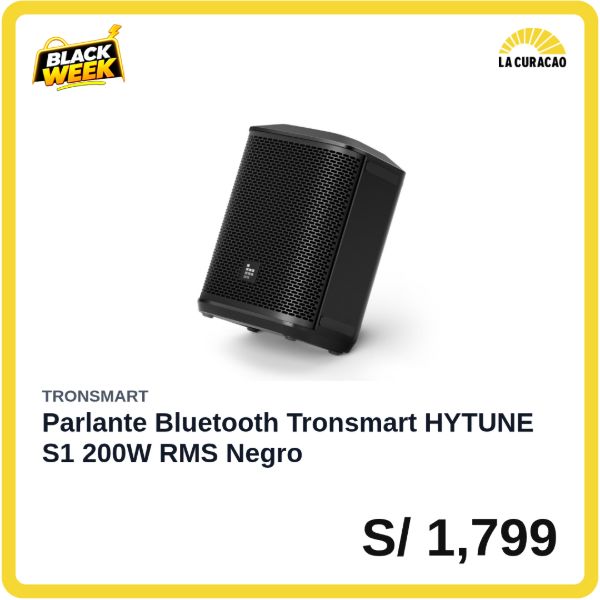 BLACK
WEEK
LA CURACAO
TRONSMART
Parlante Bluetooth Tronsmart HYTUNE
S1 200W RMS Negro
S/ 1,799